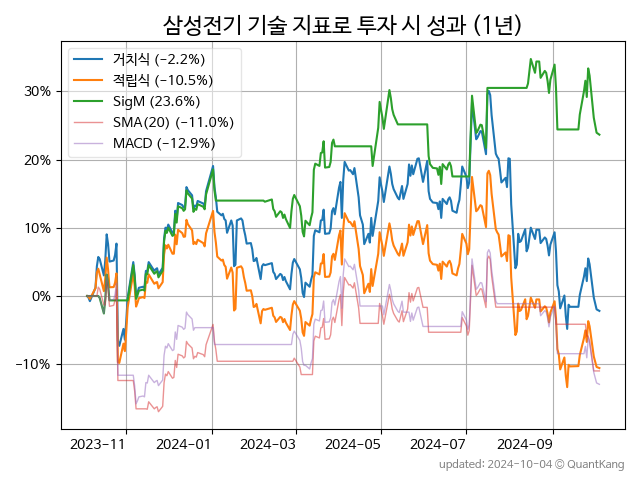 삼성전기 기술 지표로 투자 시 성과 (1년)
거치식 (−2.2%)
적립식 (−10.5%)
SigM (23.6%)
SMA(20) (−11.0%)
MACD (−12.9%)
30%
20%
10%
0%
−10%
2023-11 2024-01 2024-03 2024-05 2024-07 2024-09
updated: 2024-10-04 ⓒ QuantKang